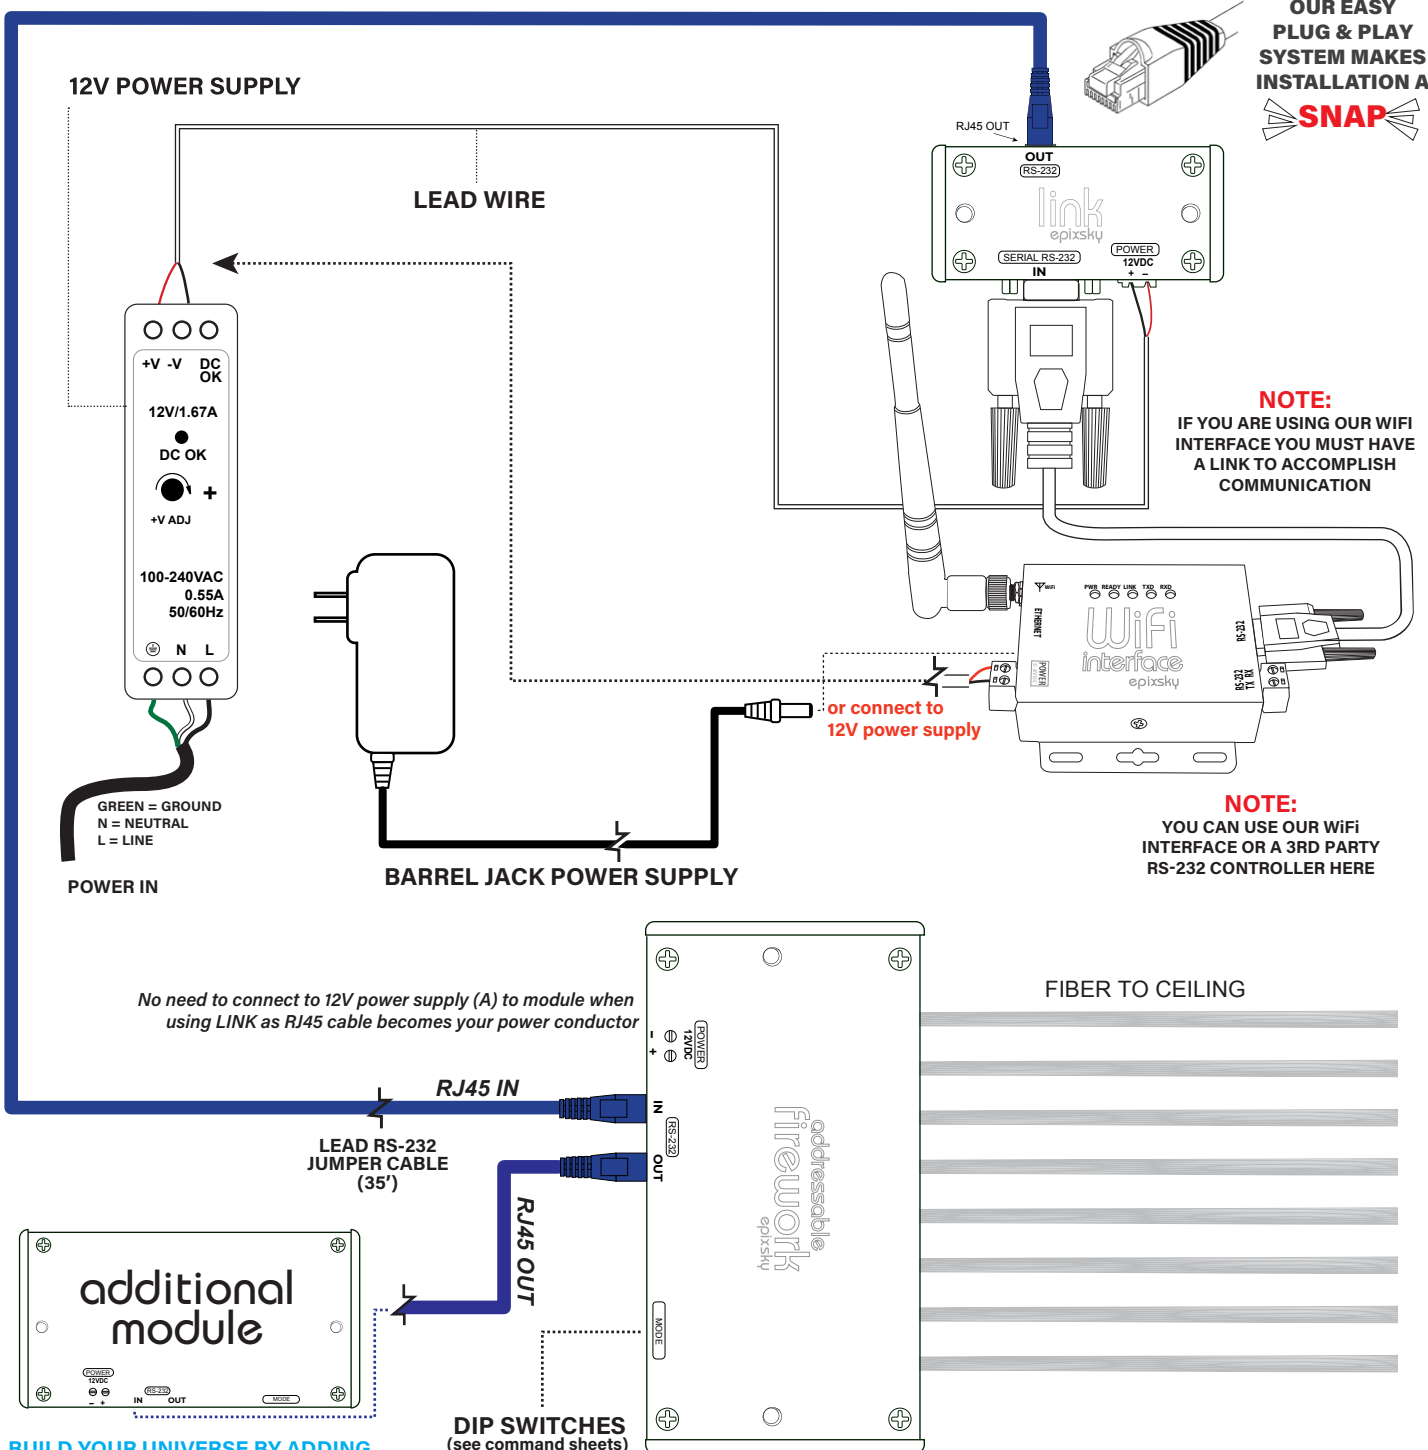 OUR EASY
PLUG & PLAY
SYSTEM MAKES
INSTALLATION A
SNAP
12V POWER SUPPLY
LEAD WIRE
RJ45 OUT
OUT
RS-232
link
epixsky
SERIAL RS-232
IN
POWER
12VDC
+ –
+V -V DC
OK
12V/1.67A
DC OK
+
+V ADJ
100-240VAC
0.55A
50/60Hz
N L
GREEN = GROUND
N = NEUTRAL
L = LINE
POWER IN
NOTE:
IF YOU ARE USING OUR WIFI
INTERFACE YOU MUST HAVE
A LINK TO ACCOMPLISH
COMMUNICATION
WiFi
PWR READY LINK TXD RXD
ETHERNET
WiFi
interface
epixsky
POWER
RS-232
RS-232
TX RX
or connect to
12V power supply
BARREL JACK POWER SUPPLY
NOTE:
YOU CAN USE OUR WiFi
INTERFACE OR A 3RD PARTY
RS-232 CONTROLLER HERE
No need to connect to 12V power supply (A) to module when
using LINK as RJ45 cable becomes your power conductor
POWER
12VDC
- +
FIBER TO CEILING
RJ45 IN
IN
RS-232
OUT
LEAD RS-232
JUMPER CABLE
(35')
RJ45 OUT
addressable
firework
epixsky
MODE
additional
module
POWER
12VDC
– +
RS-232
IN OUT
MODE
DIP SWITCHES
(see command sheets)
BUILD YOUR UNIVERSE BY ADDING